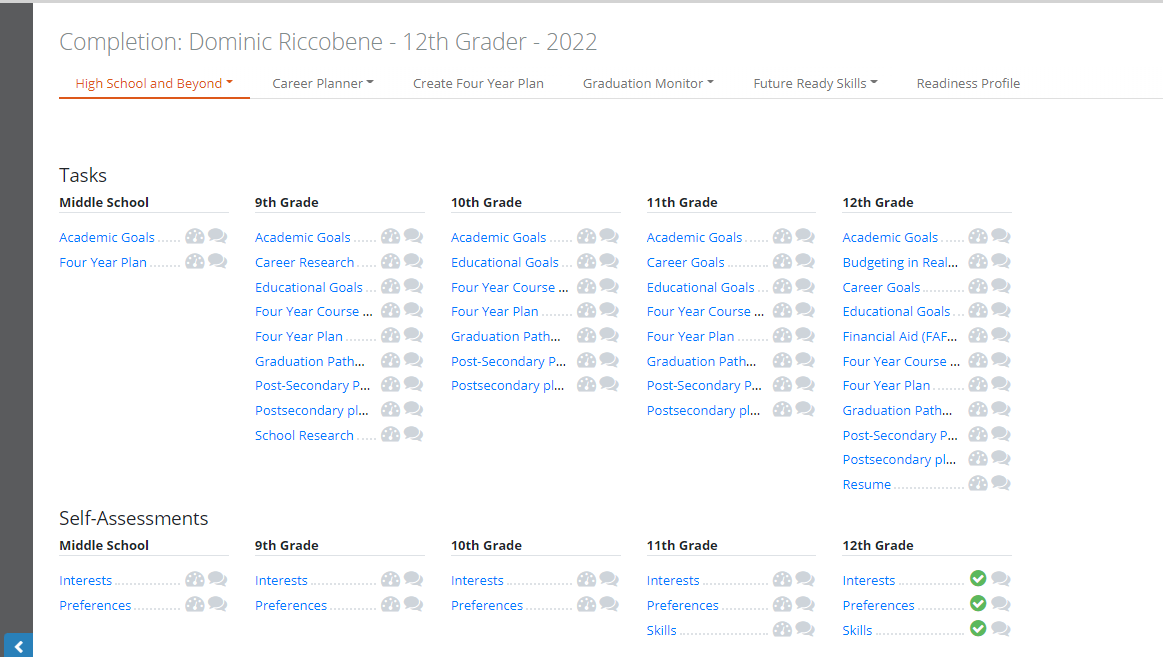 Completion: Dominic Riccobene - 12th Grader - 2022
High School and Beyond Career Planner Create Four Year Plan Graduation Monitor Future Ready Skills Readiness Profile
Tasks
Middle School 9th Grade 10th Grade 11th Grade 12th Grade
Academic Goals Academic Goals Academic Goals Academic Goals Academic Goals
Four Year Plan Career Research Educational Goals Career Goals Budgeting in Real...
Educational Goals Four Year Course ... Educational Goals Career Goals
Four Year Course ... Four Year Plan Four Year Course ... Educational Goals
Four Year Plan Graduation Path... Four Year Plan Financial Aid (FAF...
Graduation Path... Post-Secondary P... Graduation Path... Four Year Course ...
Post-Secondary P... Postsecondary pl... Post-Secondary P... Four Year Plan
Postsecondary pl... Postsecondary pl... Graduation Path...
School Research Post-Secondary P...
Postsecondary pl...
Resume
Self-Assessments
Middle School 9th Grade 10th Grade 11th Grade 12th Grade
Interests Interests Interests Interests Interests
Preferences Preferences Preferences Preferences Preferences
Skills Skills